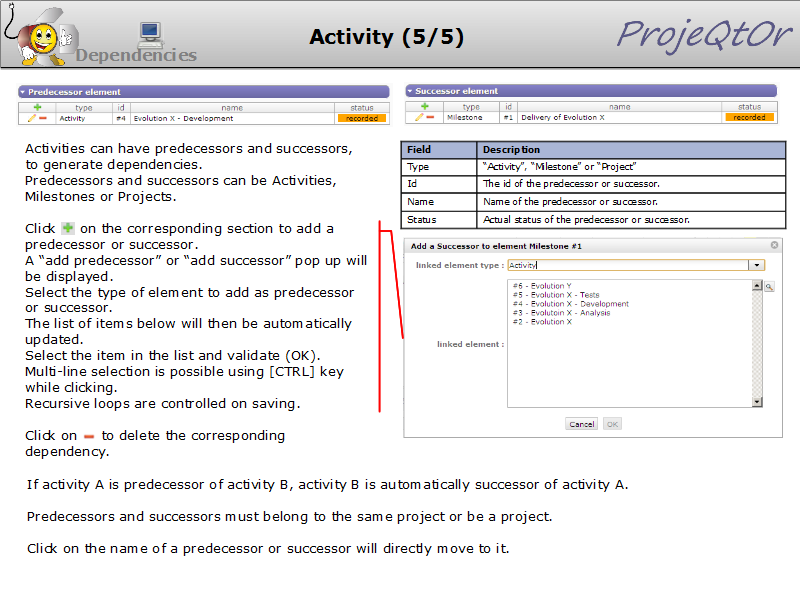 Activity (5/5)
ProjeQtOr
Dependencies
Predecessor element
type id name status
Activity #4 Evolution X - Development recorded
Successor element
type id name status
Milestone #1 Delivery of Evolution X recorded
Activities can have predecessors and successors,
to generate dependencies.
Predecessors and successors can be Activities,
Milestones or Projects.
Click on the corresponding section to add a
predecessor or successor.
A “add predecessor” or “add successor” pop up will
be displayed.
Select the type of element to add as predecessor
or successor.
The list of items below will then be automatically
updated.
Select the item in the list and validate (OK).
Multi-line selection is possible using [CTRL] key
while clicking.
Recursive loops are controlled on saving.
Click on to delete the corresponding
dependency.
Field Description
Type “Activity”, “Milestone” or “Project”
Id The id of the predecessor or successor.
Name Name of the predecessor or successor.
Status Actual status of the predecessor or successor.
Add a Successor to element Milestone #1
linked element type : Activity
#6 - Evolution Y
#5 - Evolution X - Tests
#4 - Evolution X - Development
#3 - Evolutoin X - Analysis
#2 - Evolution X
linked element :
Cancel OK
If activity A is predecessor of activity B, activity B is automatically successor of activity A.
Predecessors and successors must belong to the same project or be a project.
Click on the name of a predecessor or successor will directly move to it.